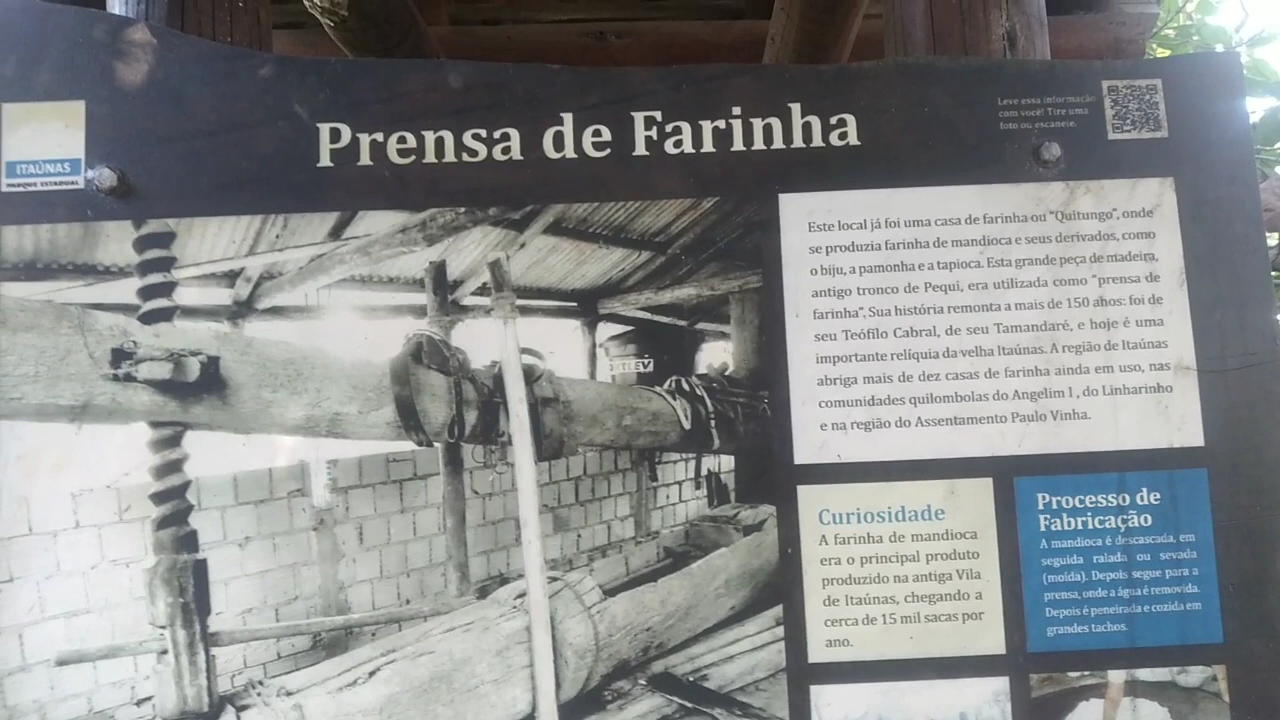 Prensa de Farinha
Leve essa informação
com você! Tire uma
foto ou escaneie.
ITAÚNAS
PARQUE ESTADUAL
Este local já foi uma casa de farinha ou "Quitungo", onde
se produzia farinha de mandioca e seus derivados, como
o biju, a pamonha e a tapioca. Esta grande peça de madeira,
antigo tronco de Pequi, era utilizada como "prensa de
farinha". Sua história remonta a mais de 150 anos: foi de
seu Teófilo Cabral, de seu Tamandaré, e hoje é uma
importante relíquia da velha Itaúnas. A região de Itaúnas
abriga mais de dez casas de farinha ainda em uso, nas
comunidades quilombolas do Angelim 1 , do Linharinho
e na região do Assentamento Paulo Vinha.
Curiosidade
A farinha de mandioca
era o principal produto
produzido na antiga Vila
de Itaúnas, chegando a
cerca de 15 mil sacas por
ano.
Processo de
Fabricação
A mandioca é descascada, em
seguida ralada ou sevada
(moída). Depois segue para a
prensa, onde a água é removida.
Depois é peneirada e cozida em
grandes tachos.